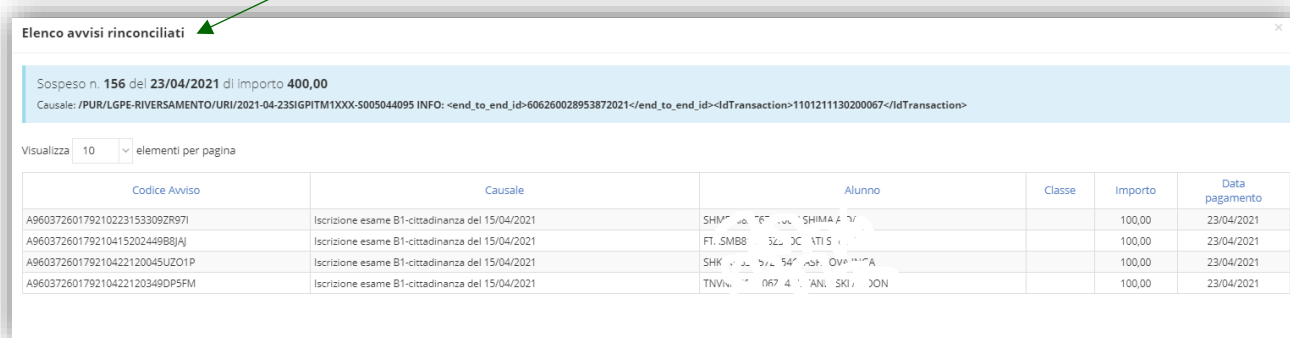 Elenco avvisi rinconciliati
Sospeso n. 156 del 23/04/2021 di importo 400,00
Causale: /PUR/LGPE-RIVERSAMENTO/URI/2021-04-23SIGPITM1XXX-S005044095 INFO: <end_to_end_id>606260028953872021</end_to_end_id><IdTransaction>1101211130200067</IdTransaction>
Visualizza 10 elementi per pagina
Codice Avviso Causale Alunno Classe Importo Data pagamento
A96037260179210223153309ZR97I Iscrizione esame B1-cittadinanza del 15/04/2021 100,00 23/04/2021
A96037260179210415202449B8JAJ Iscrizione esame B1-cittadinanza del 15/04/2021 100,00 23/04/2021
A96037260179210422120045UZO1P Iscrizione esame B1-cittadinanza del 15/04/2021 100,00 23/04/2021
A96037260179210422120349DP5FM Iscrizione esame B1-cittadinanza del 15/04/2021 100,00 23/04/2021